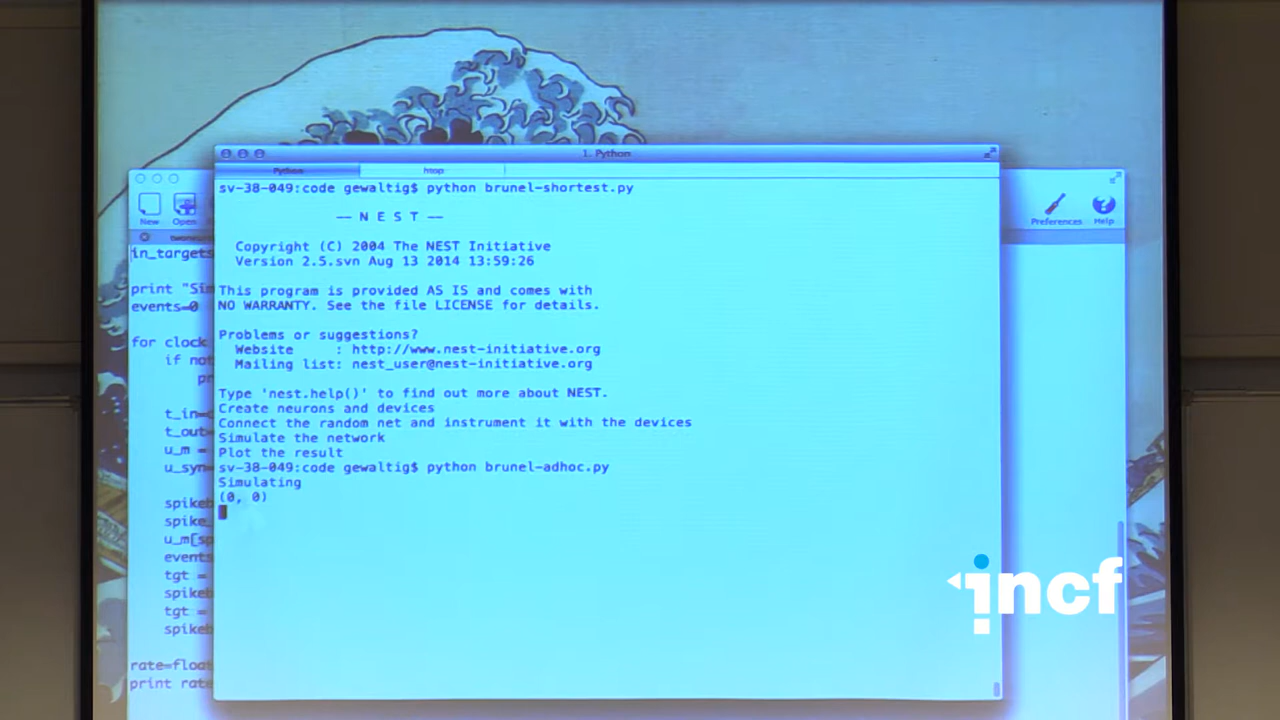 1. Python
Python
htop
sv-38-049:code gewaltig$ python brunel-shortest.py
-- N E S T --
Copyright (C) 2004 The NEST Initiative
Version 2.5.svn Aug 13 2014 13:59:26
This program is provided AS IS and comes with
NO WARRANTY. See the file LICENSE for details.
Problems or suggestions?
Website : http://www.nest-initiative.org
Mailing list: nest_user@nest-initiative.org
Type 'nest.help()' to find out more about NEST.
Create neurons and devices
Connect the random net and instrument it with the devices
Simulate the network
Plot the result
sv-38-049:code gewaltig$ python brunel-adhoc.py
Simulating
(0, 0)
New
Open
Preferences
Help
in_targets
print "Sim
events=0
for clock
if not
pr
t_in=
t_out=
u_m =
u_syn=
spikeb
spike_
u_m[sp
events
tgt =
spikeb
tgt =
spikeb
rate=float
print rate
incf